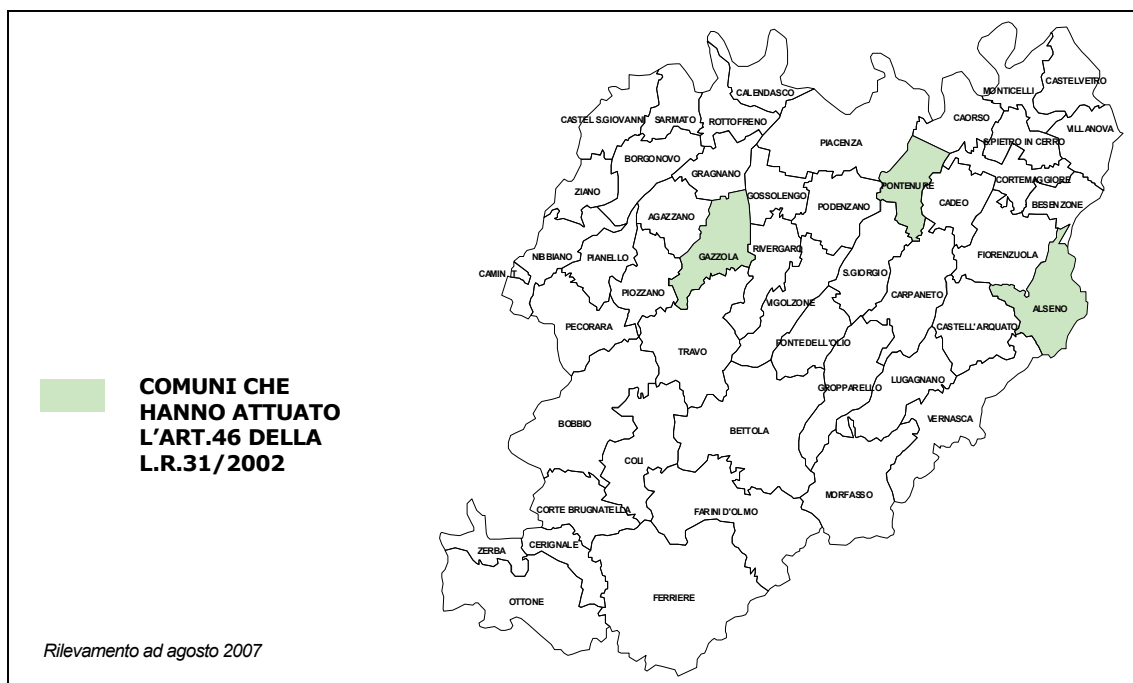 CALENDASCO
MONTICELLI
CASTELVETRO
CASTEL S.GIOVANNI
SARMATO
ROTTOFRENO
CAORSO
VILLANOVA
PIACENZA
S.PIETRO IN CERRO
BORGONOVO
GRAGNANO
CORTEMAGGIORE
ZIANO
GOSSOLENGO
PONTENURE
CADEO
BESENZONE
AGAZZANO
PODENZANO
NIBBIANO
PIANELLO
GAZZOLA
RIVERGARO
FIORENZUOLA
CAMIN. T.
S.GIORGIO
PIOZZANO
CARPANETO
VIGOLZONE
ALSENO
PECORARA
CASTELL'ARQUATO
TRAVO
PONTEDELL'OLIO
LUGAGNANO
GROPPARELLO
VERNASCA
BOBBIO
BETTOLA
COLI
MORFASSO
CORTE BRUGNATELLA
FARINI D'OLMO
CERIGNALE
ZERBA
OTTONE
FERRIERE
COMUNI CHE
HANNO ATTUATO
L’ART.46 DELLA
L.R.31/2002
Rilevamento ad agosto 2007